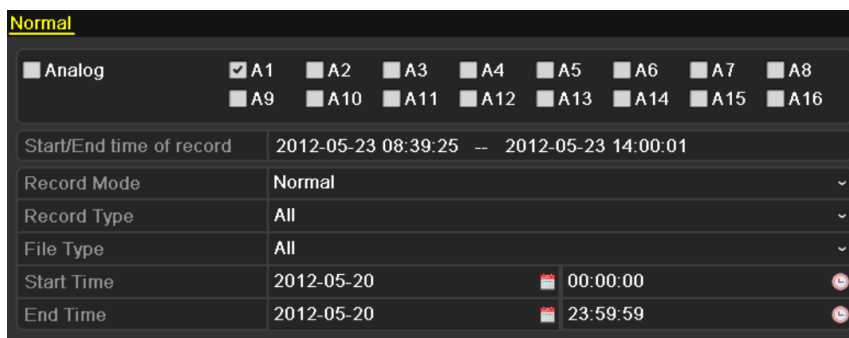 Normal
Analog A1 A2 A3 A4 A5 A6 A7 A8
A9 A10 A11 A12 A13 A14 A15 A16
Start/End time of record 2012-05-23 08:39:25 -- 2012-05-23 14:00:01
Record Mode Normal
Record Type All
File Type All
Start Time 2012-05-20 00:00:00
End Time 2012-05-20 23:59:59